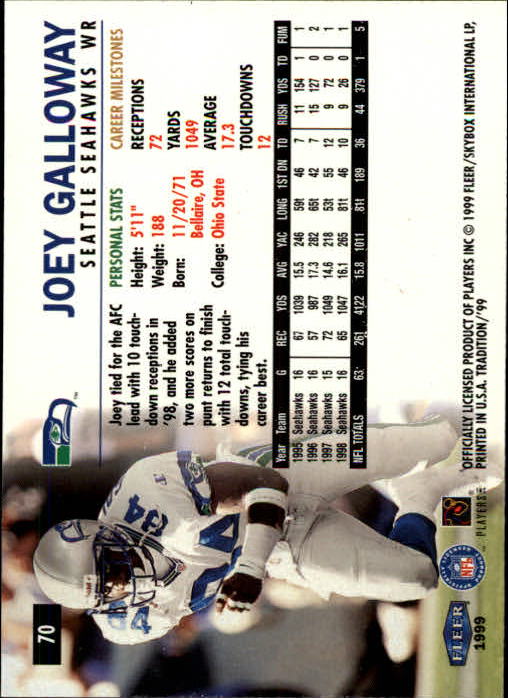 70
JOEY GALLOWAY
SEATTLE SEAHAWKS WR
Joey tied for the AFC
lead with 10 touch-
down receptions in
'98, and he added
two more scores on
punt returns to finish
with 12 total touch-
downs, tying his
career best.
PERSONAL STATS
Height: 5'11"
Weight: 188
Born: 11/20/71
Bellaire, OH
College: Ohio State
CAREER MILESTONES
RECEPTIONS
72
YARDS
1049
AVERAGE
17.3
TOUCHDOWNS
12
Year Team G REC YDS AVG YAC LONG 1ST DN TD RUSH YDS TD FUM
1995 Seahawks 16 67 1039 15.5 246 59t 46 7 11 154 1 1
1996 Seahawks 16 57 987 17.3 282 65t 42 7 15 127 0 2
1997 Seahawks 15 72 1049 14.6 218 53t 55 12 9 72 0 1
1998 Seahawks 16 65 1047 16.1 265 81t 46 10 9 26 0 1
NFL TOTALS 63 261 4122 15.8 1011 81t 189 36 44 379 1 5
FLEER
1999
NFL
PLAYERS
OFFICIALLY LICENSED PRODUCT OF PLAYERS INC © 1999 FLEER/SKYBOX INTERNATIONAL LP,
PRINTED IN U.S.A. TRADITION/'99
84